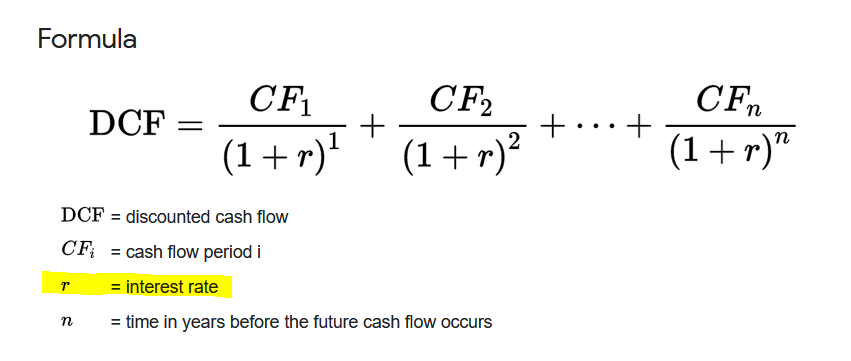 Formula
DCF = CF₁/(1 + r)¹ + CF₂/(1 + r)² + ⋯ + CFₙ/(1 + r)ⁿ
DCF = discounted cash flow
CFᵢ = cash flow period i
r = interest rate
n = time in years before the future cash flow occurs